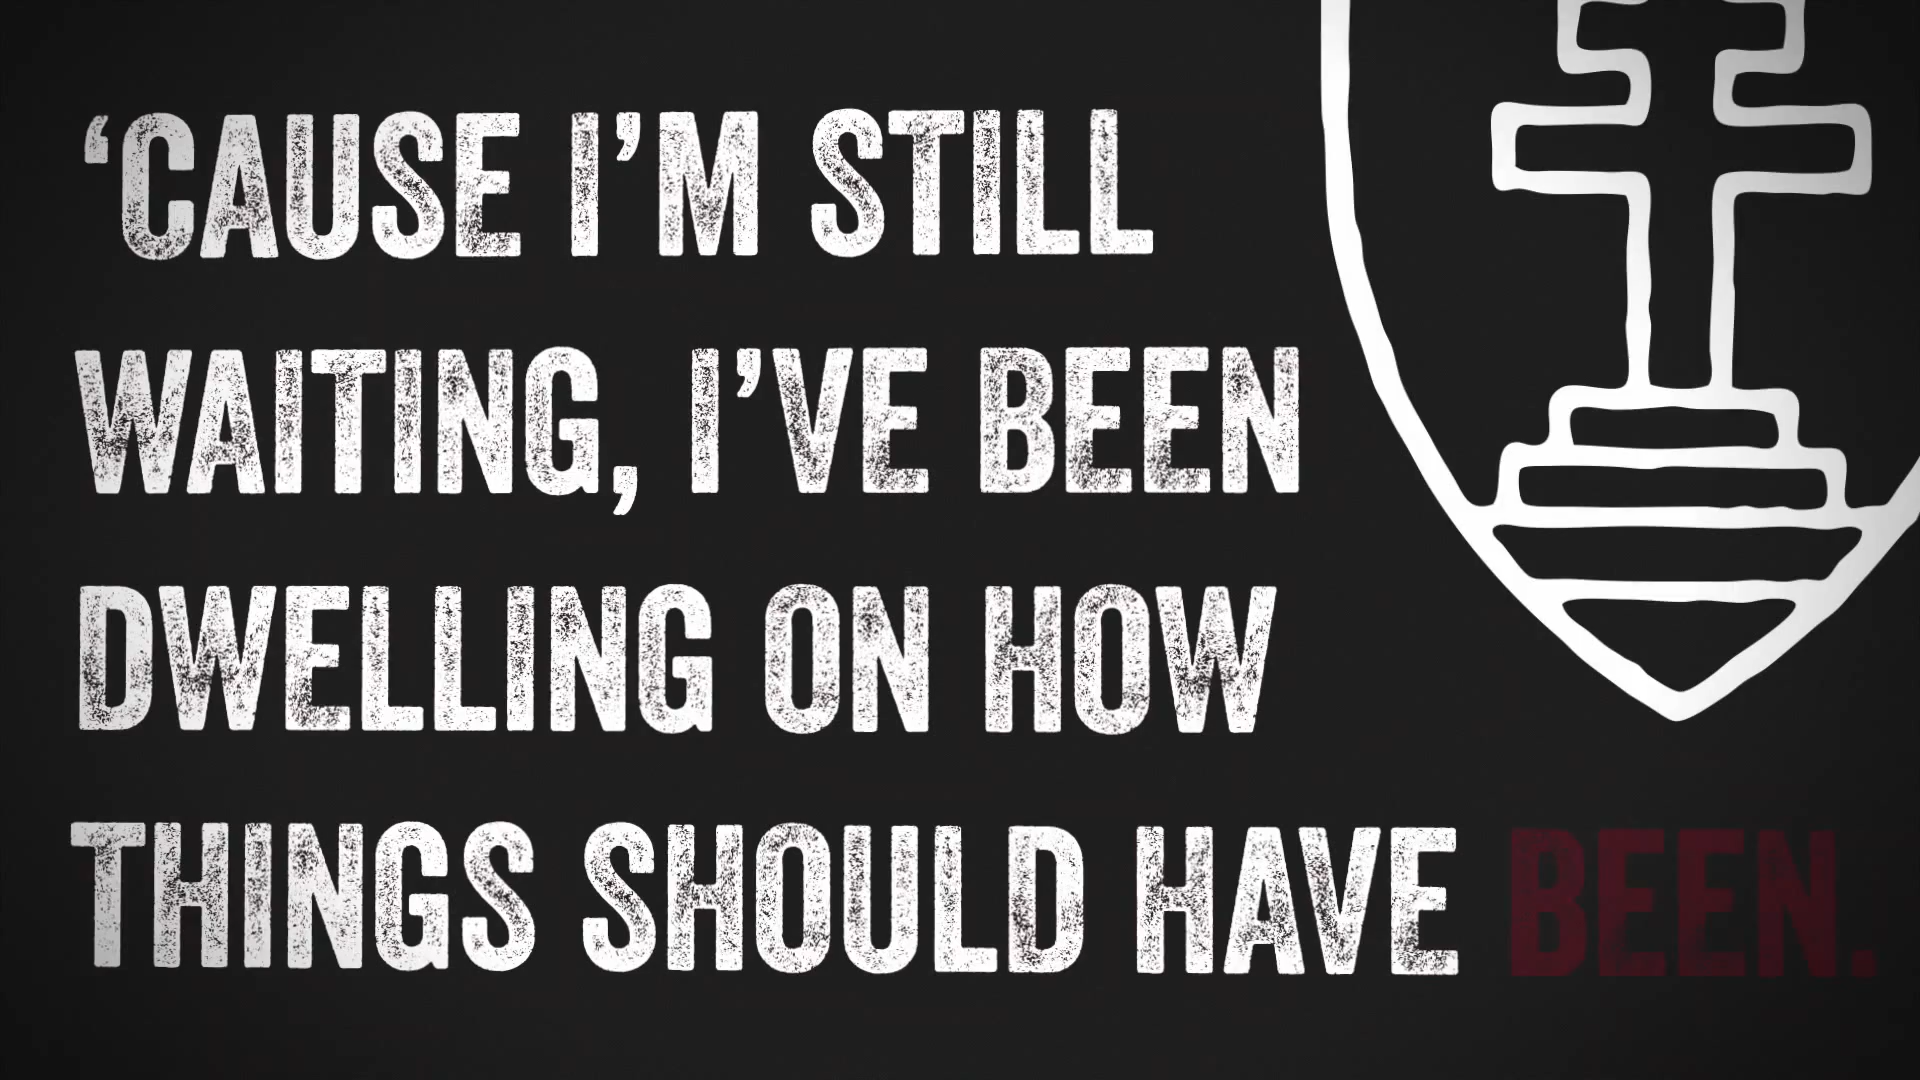 ‘CAUSE I’M STILL
WAITING, I’VE BEEN
DWELLING ON HOW
THINGS SHOULD HAVE BEEN.